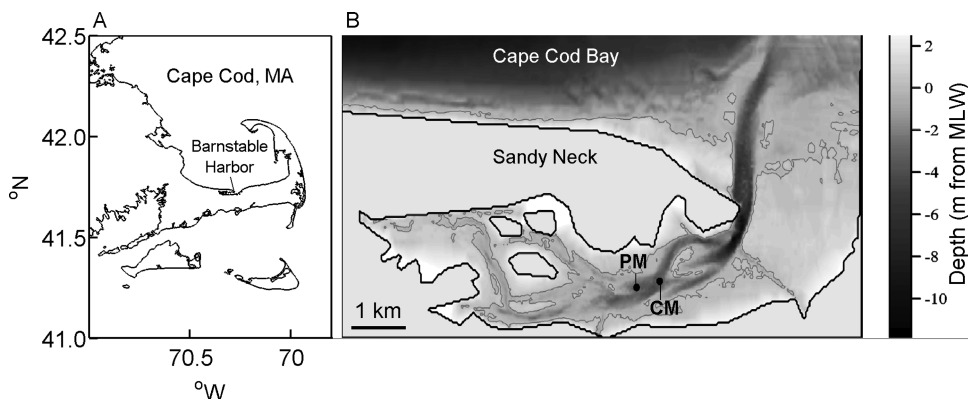 A
42.5
42.0
41.5
41.0
70.5
70
°N
°W
Cape Cod, MA
Barnstable
Harbor
B
Cape Cod Bay
Sandy Neck
PM
CM
1 km
2
0
-2
-4
-6
-8
-10
Depth (m from MLW)